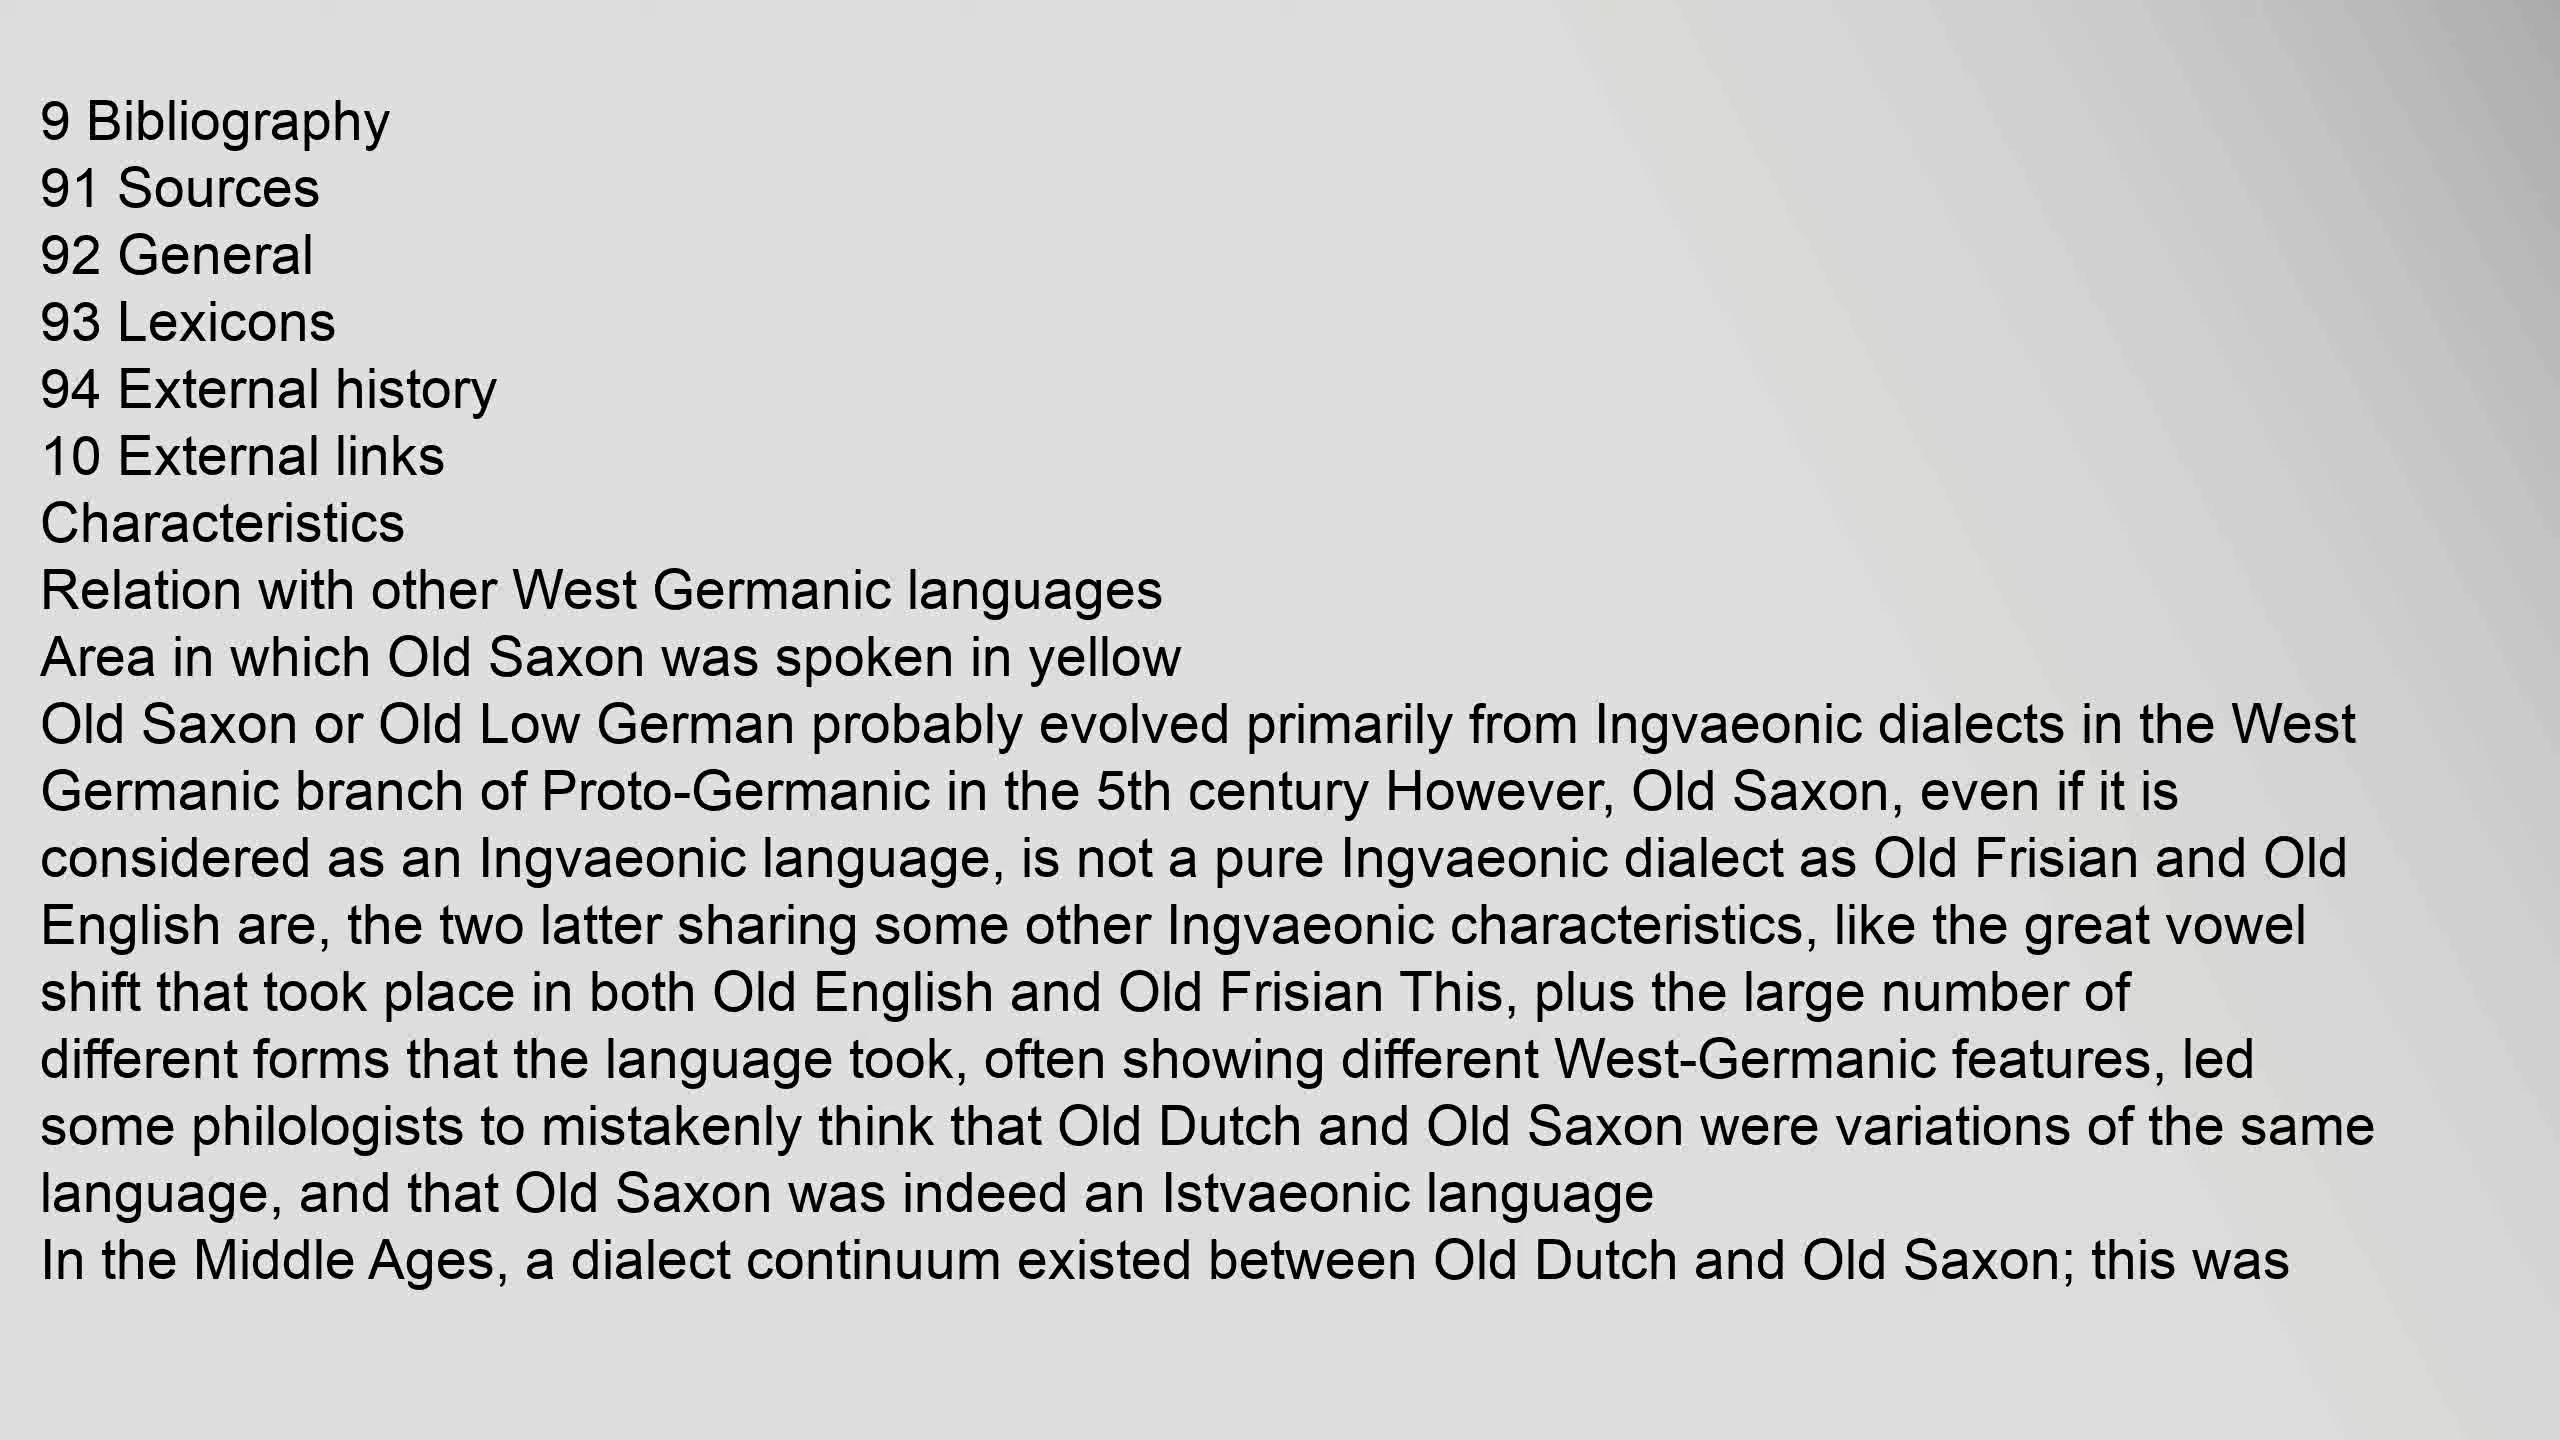 9 Bibliography
91 Sources
92 General
93 Lexicons
94 External history
10 External links
Characteristics
Relation with other West Germanic languages
Area in which Old Saxon was spoken in yellow
Old Saxon or Old Low German probably evolved primarily from Ingvaeonic dialects in the West
Germanic branch of Proto-Germanic in the 5th century However, Old Saxon, even if it is
considered as an Ingvaeonic language, is not a pure Ingvaeonic dialect as Old Frisian and Old
English are, the two latter sharing some other Ingvaeonic characteristics, like the great vowel
shift that took place in both Old English and Old Frisian This, plus the large number of
different forms that the language took, often showing different West-Germanic features, led
some philologists to mistakenly think that Old Dutch and Old Saxon were variations of the same
language, and that Old Saxon was indeed an Istvaeonic language
In the Middle Ages, a dialect continuum existed between Old Dutch and Old Saxon; this was